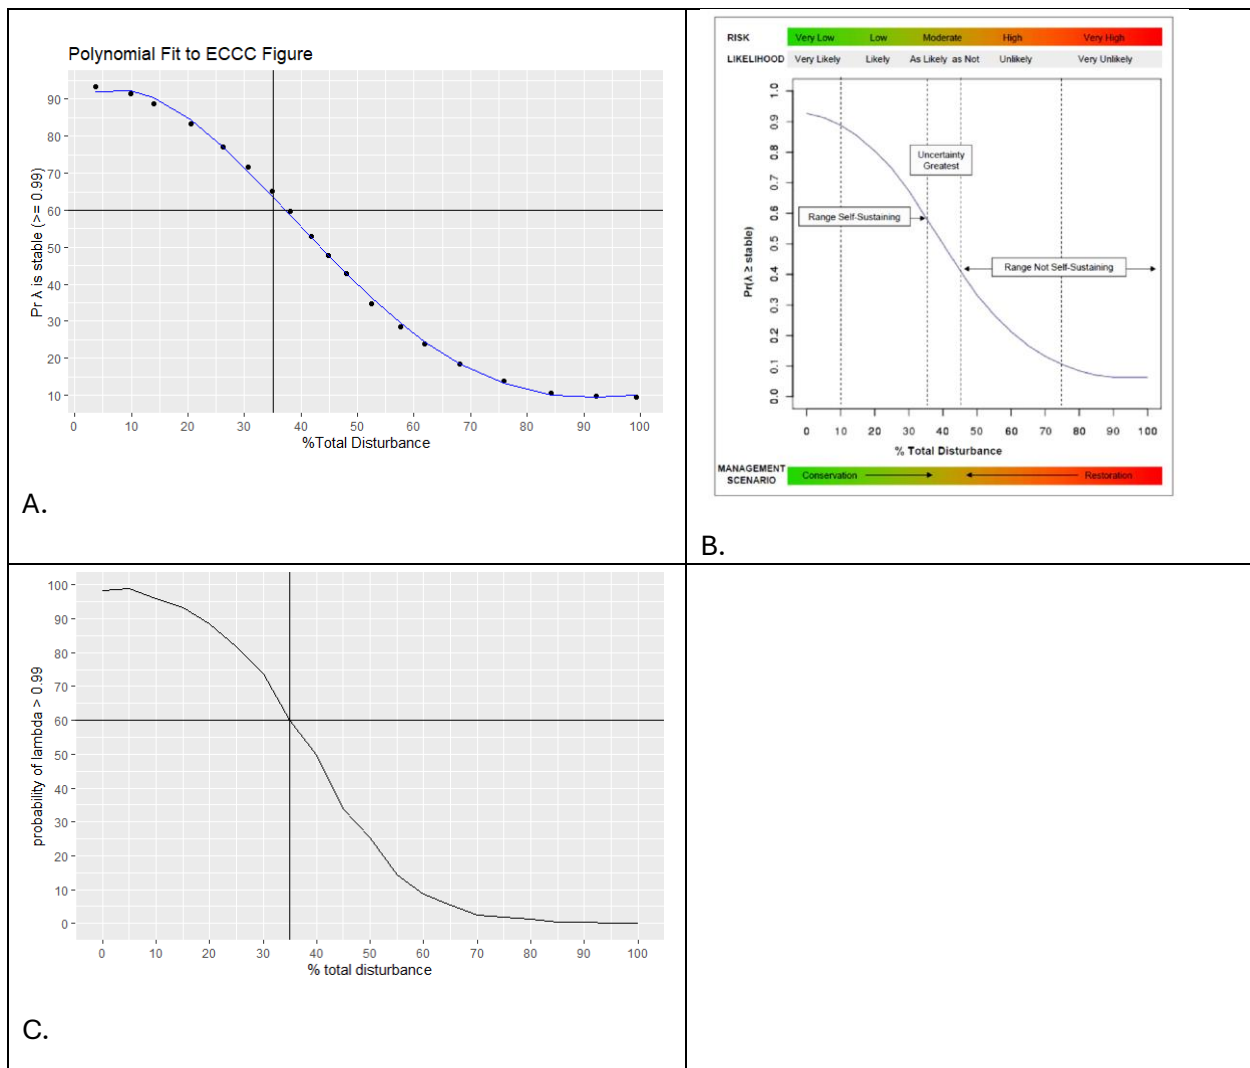 Polynomial Fit to ECCC Figure
Pr λ is stable (>= 0.99)
90
80
70
60
50
40
30
20
10
0 10 20 30 40 50 60 70 80 90 100
%Total Disturbance
A.
RISK Very Low Low Moderate High Very High
LIKELIHOOD Very Likely Likely As Likely as Not Unlikely Very Unlikely
Pr(λ ≥ stable)
1.0
0.9
0.8
0.7
0.6
0.5
0.4
0.3
0.2
0.1
0.0
Uncertainty
Greatest
Range Self-Sustaining
Range Not Self-Sustaining
0 10 20 30 40 50 60 70 80 90 100
% Total Disturbance
MANAGEMENT
SCENARIO
Conservation Restoration
B.
probability of lambda > 0.99
100
90
80
70
60
50
40
30
20
10
0
0 10 20 30 40 50 60 70 80 90 100
% total disturbance
C.